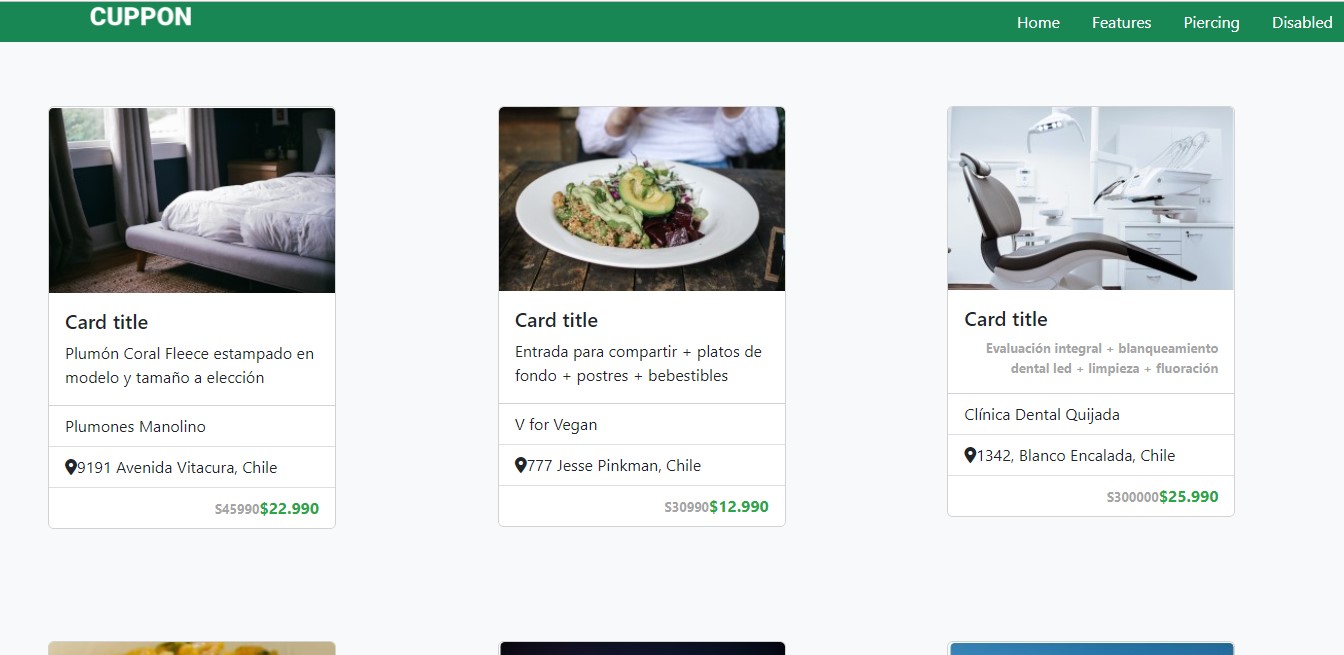 CUPPON
Home Features Piercing Disabled
Card title
Plumón Coral Fleece estampado en
modelo y tamaño a elección
Plumones Manolino
9191 Avenida Vitacura, Chile
S45990$22.990
Card title
Entrada para compartir + platos de
fondo + postres + bebestibles
V for Vegan
777 Jesse Pinkman, Chile
S30990$12.990
Card title
Evaluación integral + blanqueamiento
dental led + limpieza + fluoración
Clínica Dental Quijada
1342, Blanco Encalada, Chile
S300000$25.990